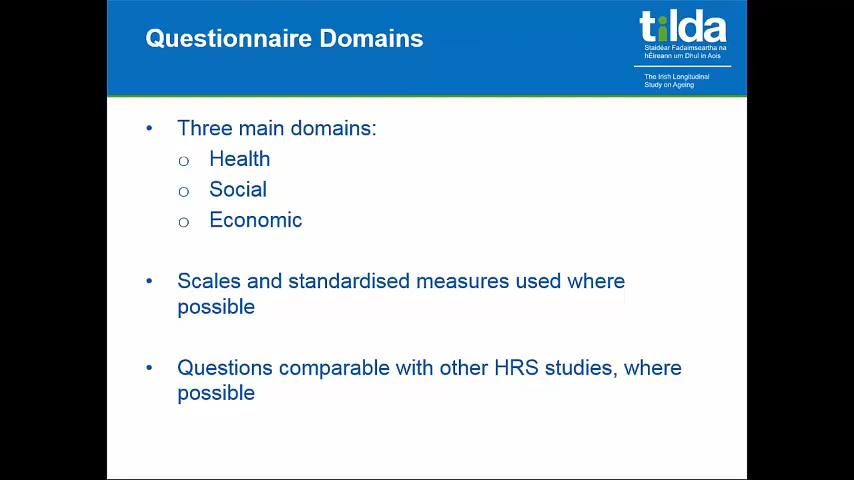 Questionnaire Domains
tilda
Staidéar Fadaimseartha na
hÉireann um Dhul in Aois
The Irish Longitudinal
Study on Ageing
• Three main domains:
o Health
o Social
o Economic
• Scales and standardised measures used where
possible
• Questions comparable with other HRS studies, where
possible